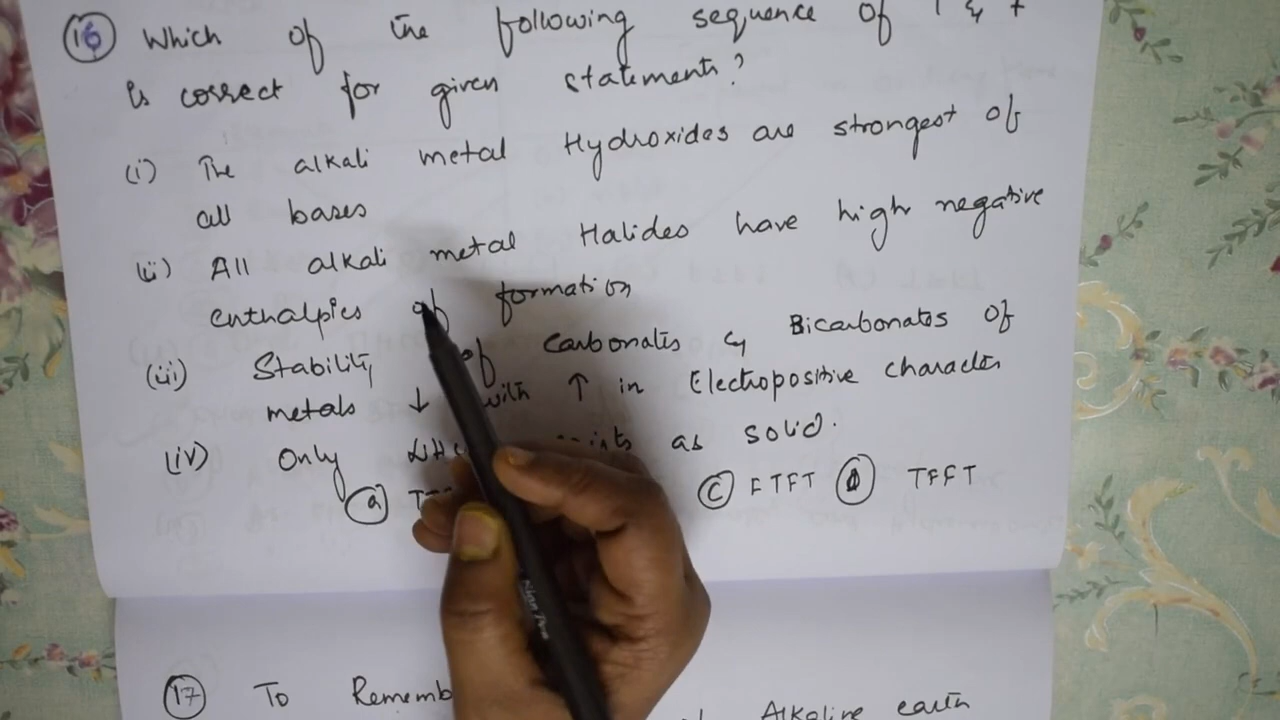 16 Which of the following sequence of T & F
is correct for given statements?
(i) The alkali metal Hydroxides are strongest of
all bases
(ii) All alkali metal Halides have high negative
enthalpies of formation
(iii) Stability of carbonates & Bicarbonates of
metals ↓ with ↑ in Electropositive character
(iv) Only as solid.
a c FTFT d TFFT
17 To Alkaline earth